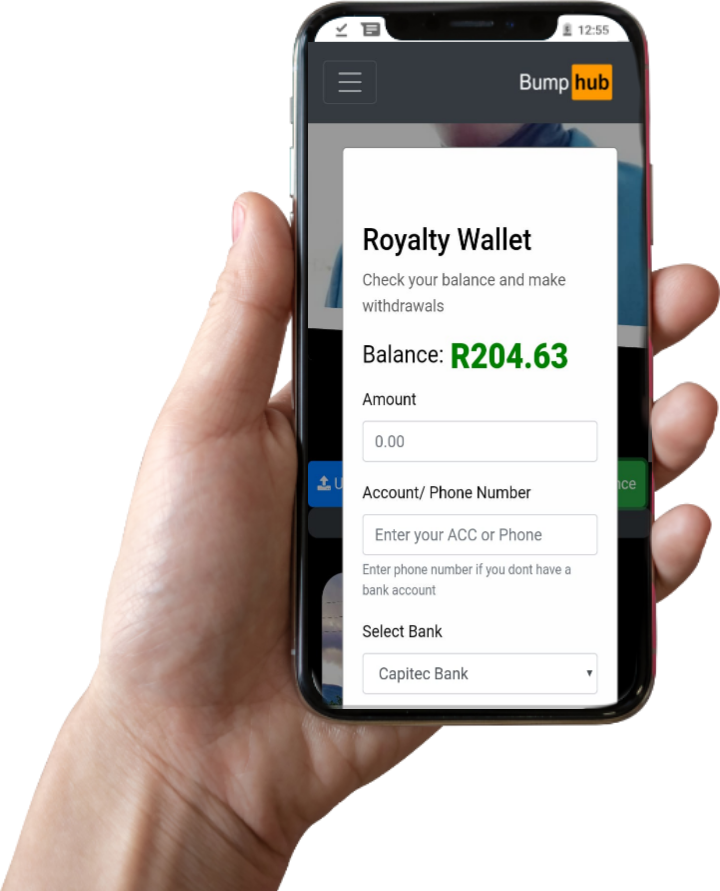 12:55
Bump hub
Royalty Wallet
Check your balance and make
withdrawals
Balance: R204.63
Amount
0.00
Account/ Phone Number
U
nce
Enter your ACC or Phone
Enter phone number if you dont have a
bank account
Select Bank
Capitec Bank